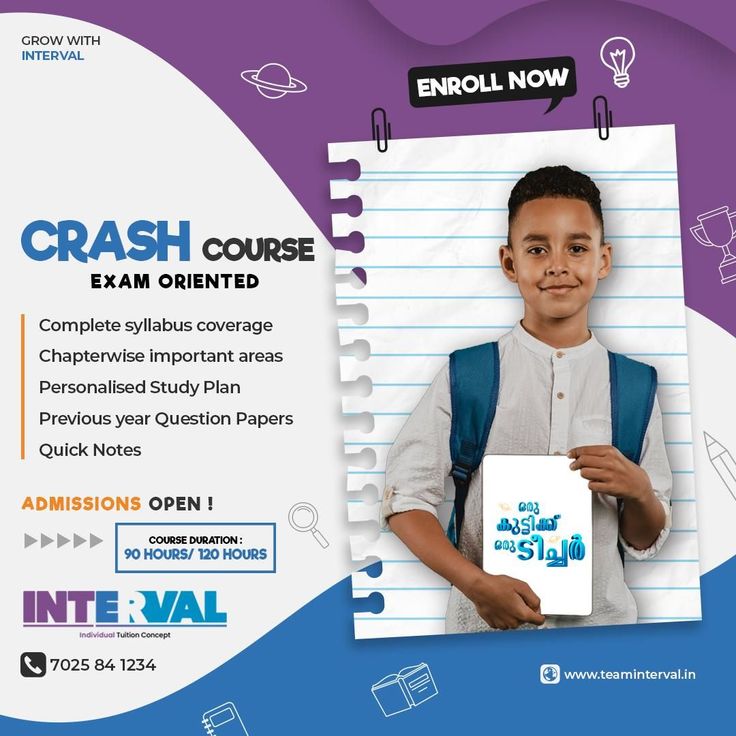 GROW WITH
INTERVAL
ENROLL NOW
CRASH COURSE
EXAM ORIENTED
Complete syllabus coverage
Chapterwise important areas
Personalised Study Plan
Previous year Question Papers
Quick Notes
ഒരു
കുട്ടിക്ക്
ഒരു ടീച്ചർ
ADMISSIONS OPEN !
COURSE DURATION :
90 HOURS/ 120 HOURS
INTERVAL
Individual Tuition Concept
7025 84 1234
www.teaminterval.in